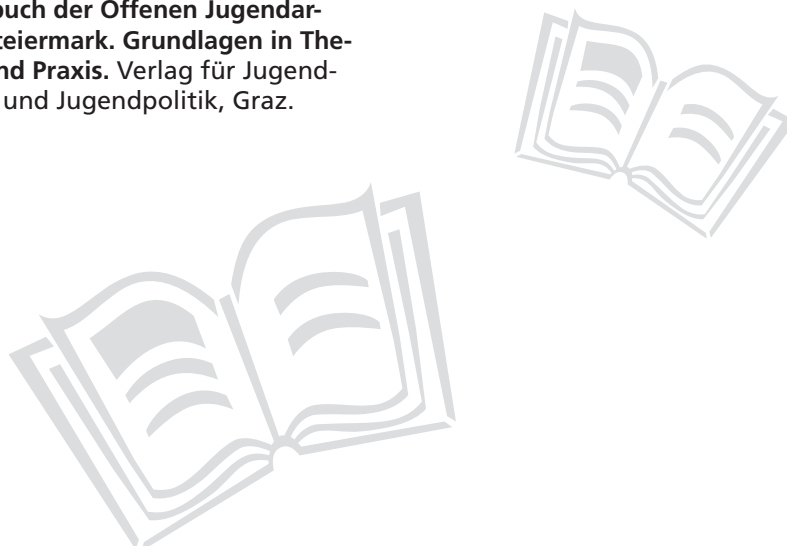 buch der Offenen Jugendar-
teiermark. Grundlagen in The-
nd Praxis. Verlag für Jugend-
und Jugendpolitik, Graz.